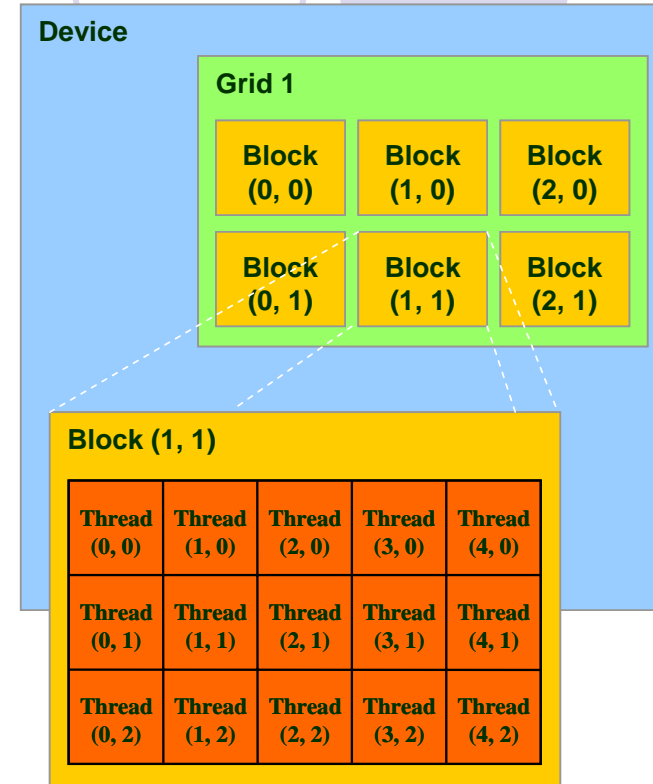 Device
Grid 1
Block Block Block
(0, 0) (1, 0) (2, 0)
Block Block Block
(0, 1) (1, 1) (2, 1)
Block (1, 1)
Thread Thread Thread Thread Thread
(0, 0) (1, 0) (2, 0) (3, 0) (4, 0)
Thread Thread Thread Thread Thread
(0, 1) (1, 1) (2, 1) (3, 1) (4, 1)
Thread Thread Thread Thread Thread
(0, 2) (1, 2) (2, 2) (3, 2) (4, 2)